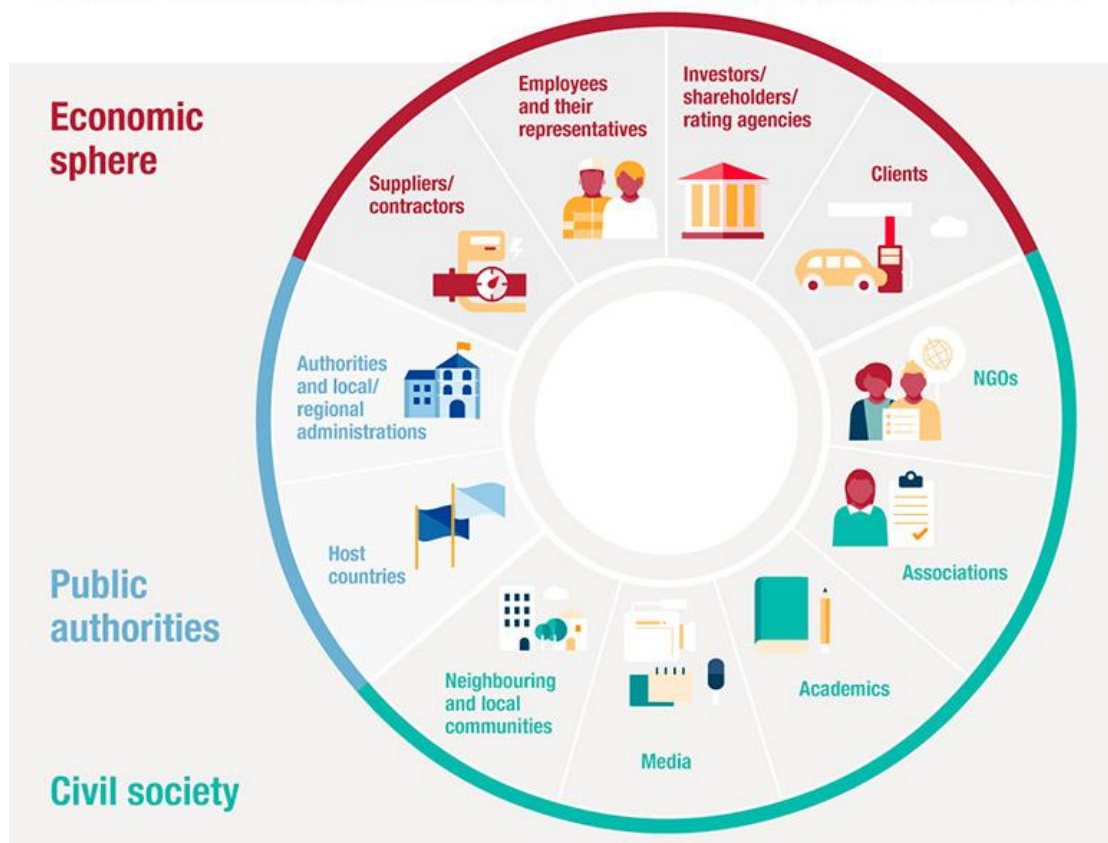 Economic
sphere
Employees
and their
representatives
Investors/
shareholders/
rating agencies
Suppliers/
contractors
Clients
Authorities
and local/
regional
administrations
NGOs
Host
countries
Associations
Public
authorities
Neighbouring
and local
communities
Academics
Media
Civil society